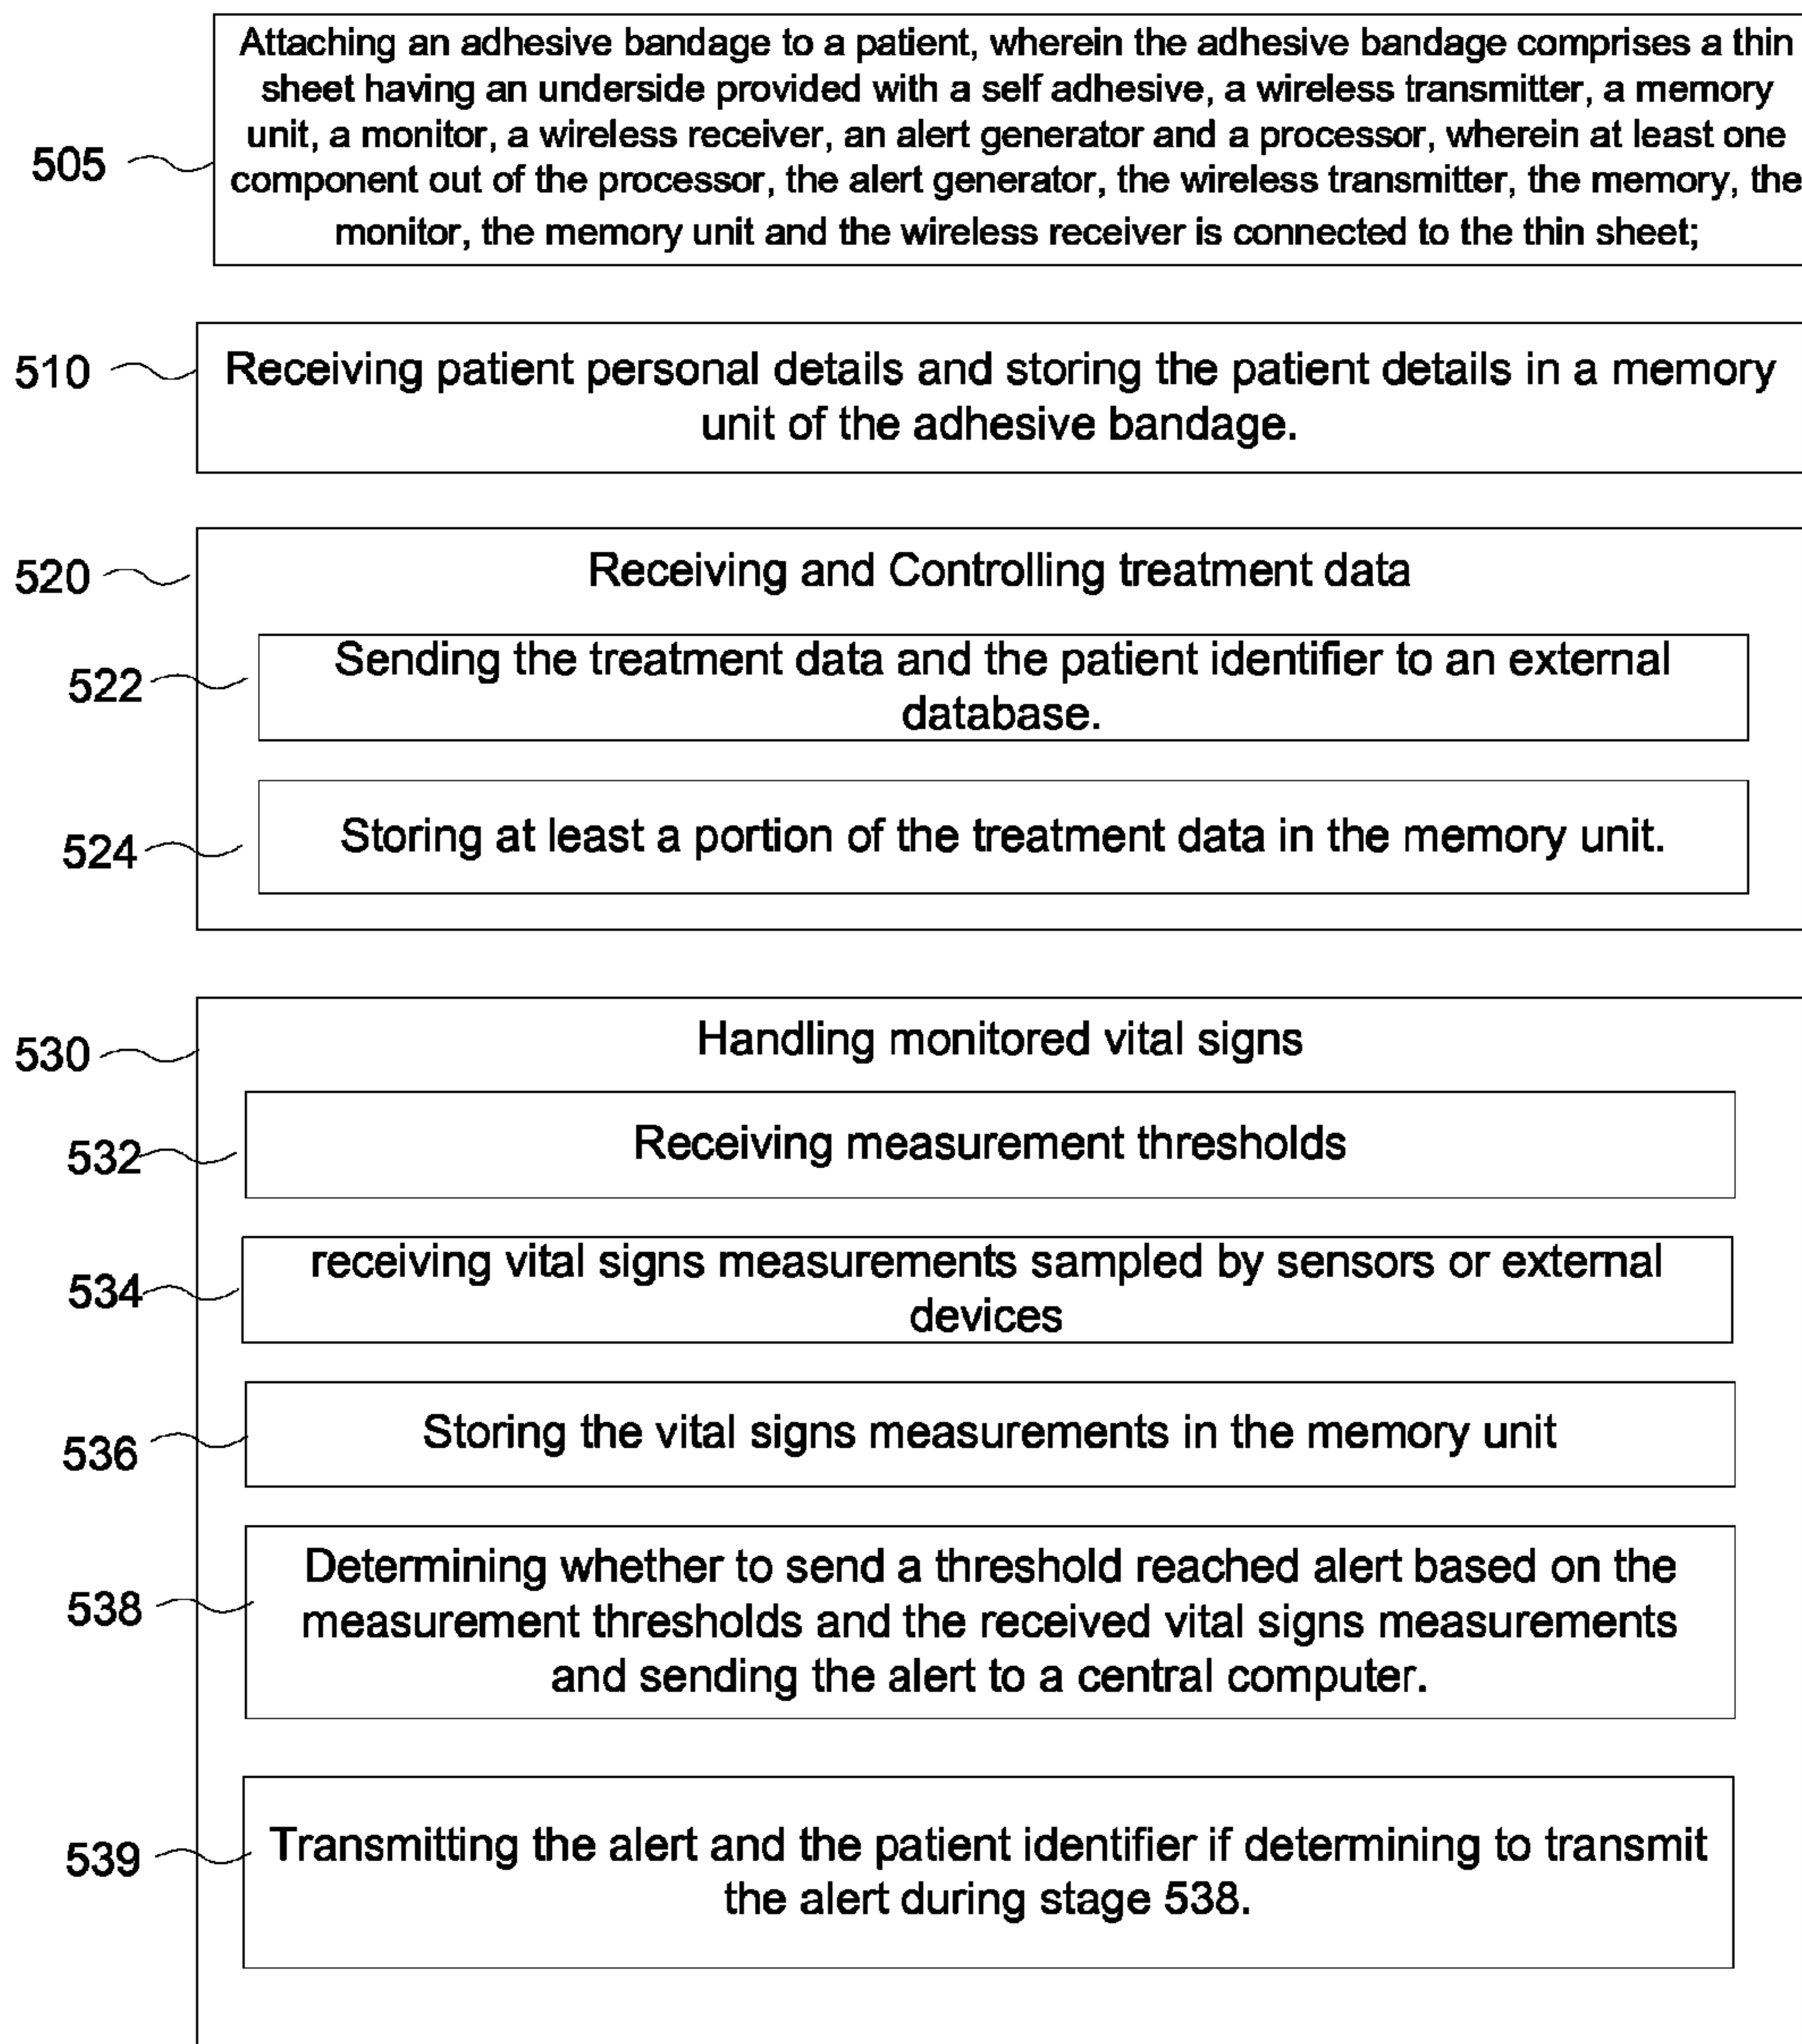 Attaching an adhesive bandage to a patient, wherein the adhesive bandage comprises a thin
sheet having an underside provided with a self adhesive, a wireless transmitter, a memory
unit, a monitor, a wireless receiver, an alert generator and a processor, wherein at least one
505
component out of the processor, the alert generator, the wireless transmitter, the memory, the
monitor, the memory unit and the wireless receiver is connected to the thin sheet;
510
Receiving patient personal details and storing the patient details in a memory
unit of the adhesive bandage.
520
Receiving and Controlling treatment data
522
Sending the treatment data and the patient identifier to an external
database.
524
Storing at least a portion of the treatment data in the memory unit.
530
Handling monitored vital signs
532
Receiving measurement thresholds
534
receiving vital signs measurements sampled by sensors or external
devices
536
Storing the vital signs measurements in the memory unit
538
Determining whether to send a threshold reached alert based on the
measurement thresholds and the received vital signs measurements
and sending the alert to a central computer.
539
Transmitting the alert and the patient identifier if determining to transmit
the alert during stage 538.